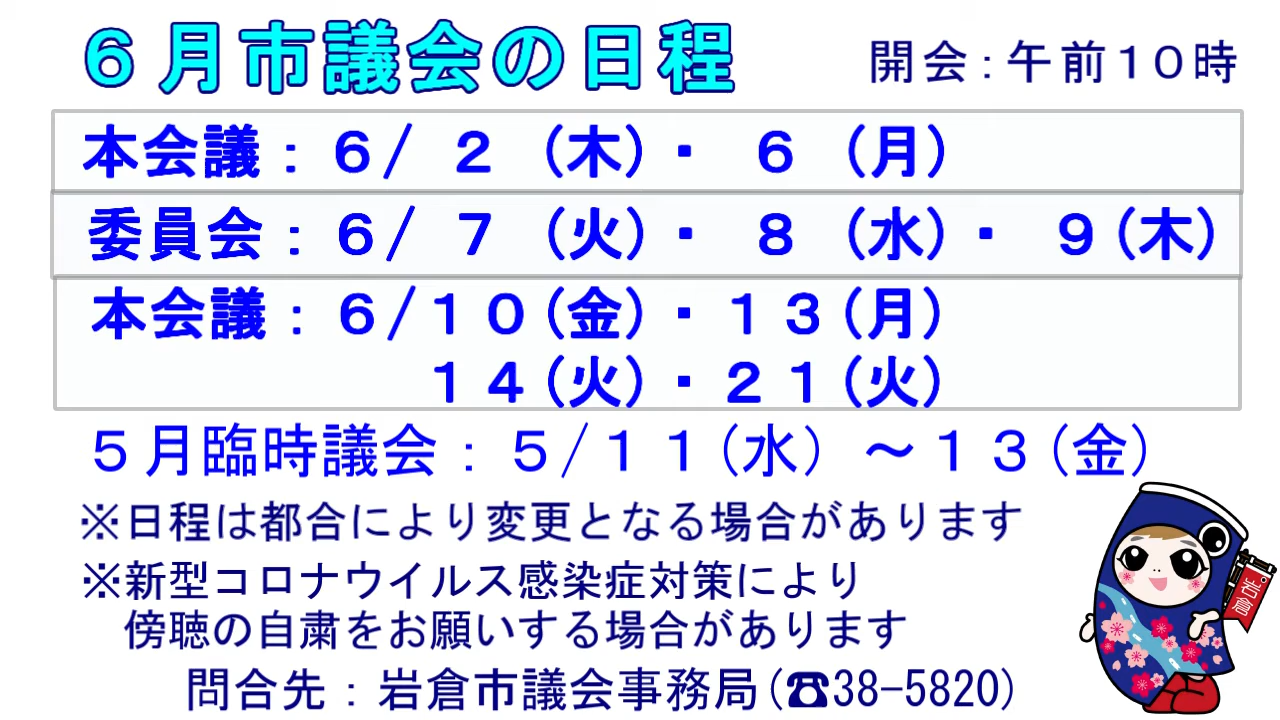 ６月市議会の日程
開会：午前１０時
本会議：６/ ２（木）・ ６（月）
委員会：６/ ７（火）・ ８（水）・ ９（木）
本会議：６/１０（金）・１３（月）
１４（火）・２１（火）
５月臨時議会：５/１１（水）～１３（金）
※日程は都合により変更となる場合があります
※新型コロナウイルス感染症対策により
傍聴の自粛をお願いする場合があります
岩倉
問合先：岩倉市議会事務局（☎38-5820）